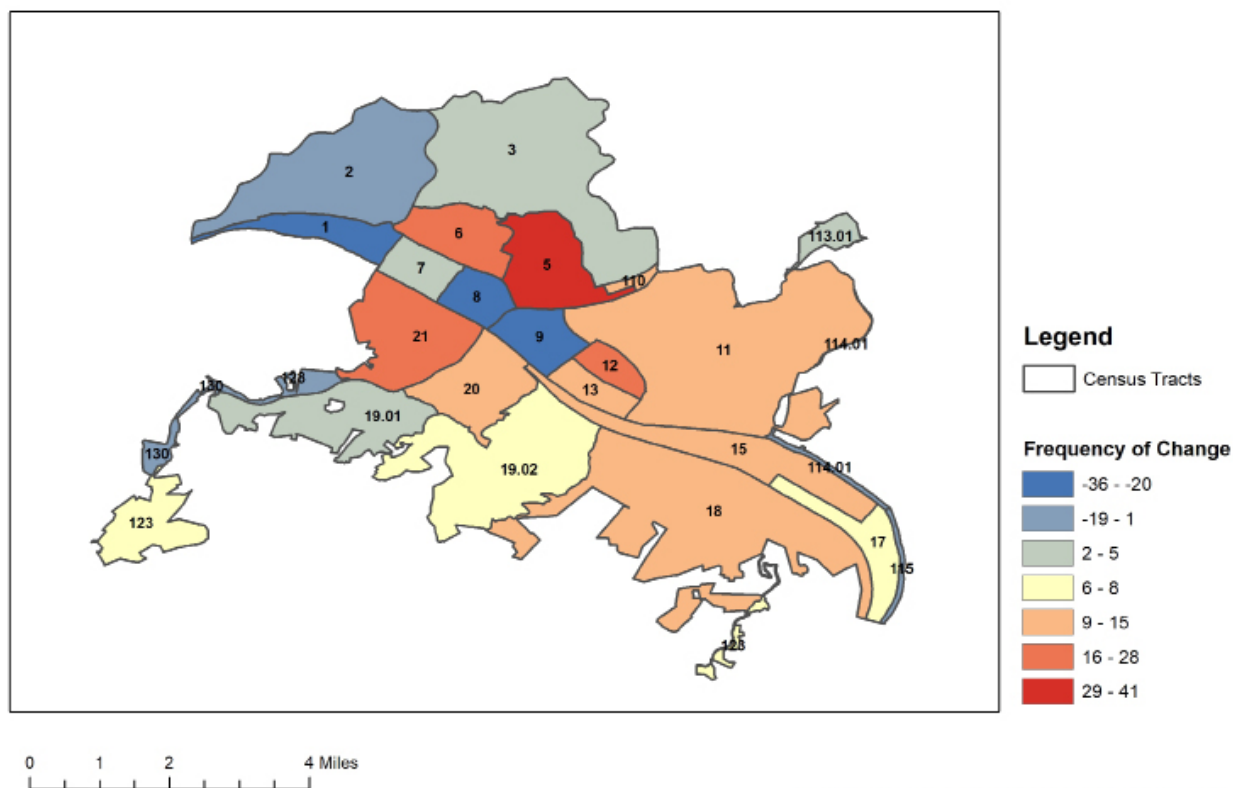 3
2
1
6
113.01
5
7
110
8
9
21
11
114.01
12
128
130
20
13
19.01
15
130
19.02
114.01
18
123
17
115
123
Legend
Census Tracts
Frequency of Change
-36 - -20
-19 - 1
2 - 5
6 - 8
9 - 15
16 - 28
29 - 41
0 1 2 4 Miles